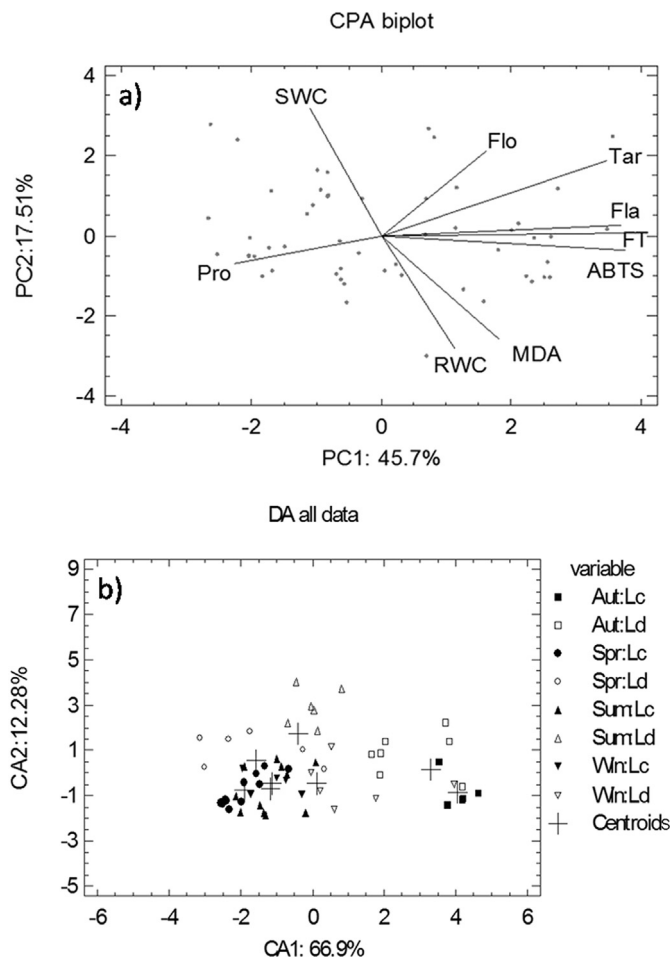 CPA biplot
a)
SWC
Flo
Tar
Fla
FT
ABTS
Pro
MDA
RWC
4
2
0
-2
-4
PC2:17.51%
-4 -2 0 2 4
PC1: 45.7%
DA all data
b)
9
7
5
3
1
-1
-3
-5
CA2:12.28%
-6 -4 -2 0 2 4 6
CA1: 66.9%
variable
Aut:Lc
Aut:Ld
Spr:Lc
Spr:Ld
Sum:Lc
Sum:Ld
Win:Lc
Win:Ld
Centroids